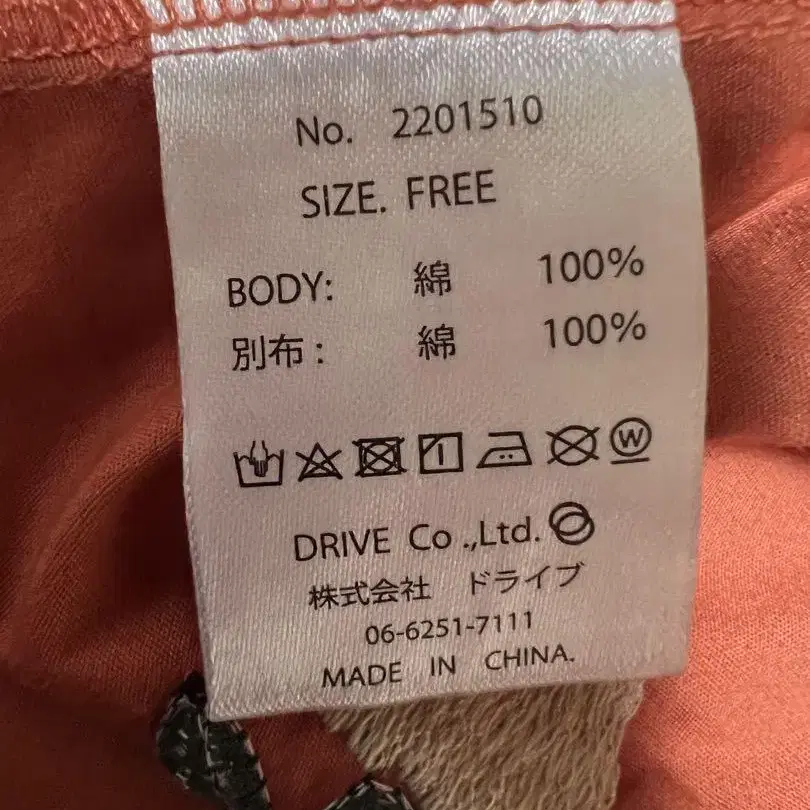 No. 2201510
SIZE. FREE
BODY: 綿 100%
別布: 綿 100%
W
DRIVE Co.,Ltd.
株式会社 ドライブ
06-6251-7111
MADE IN CHINA.